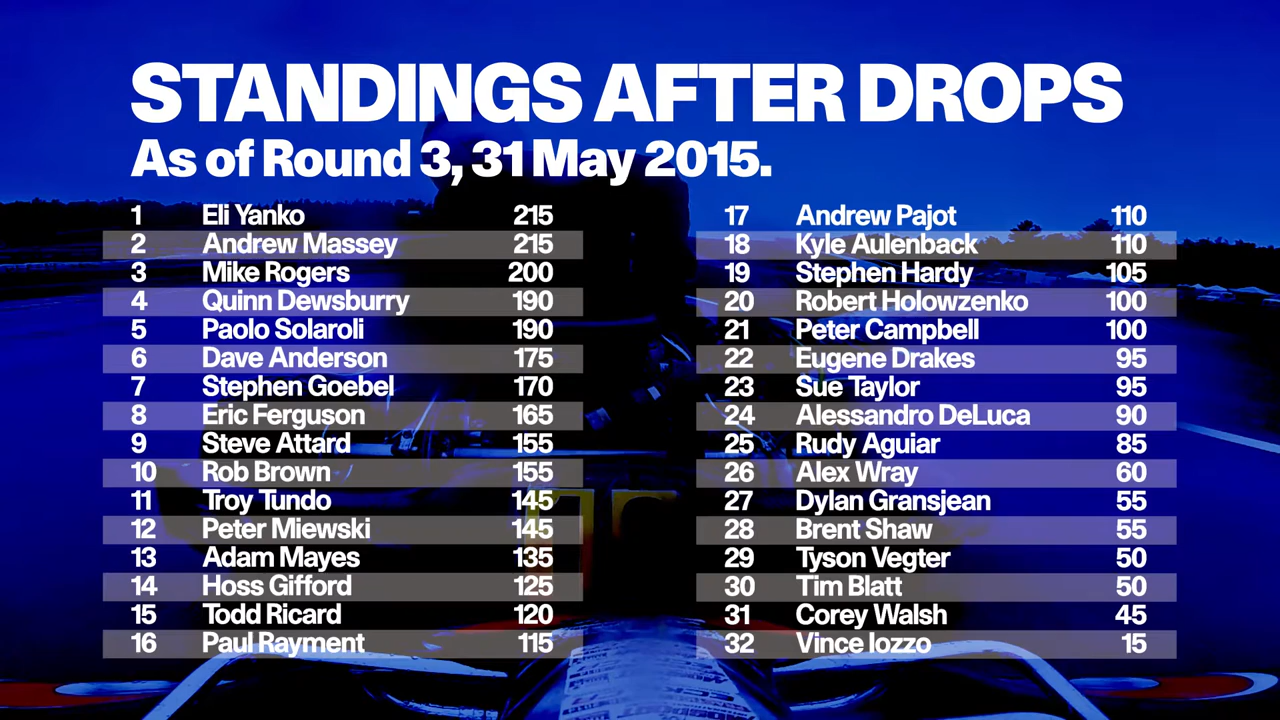 STANDINGS AFTER DROPS
As of Round 3, 31 May 2015.
1 Eli Yanko 215
2 Andrew Massey 215
3 Mike Rogers 200
4 Quinn Dewsburry 190
5 Paolo Solaroli 190
6 Dave Anderson 175
7 Stephen Goebel 170
8 Eric Ferguson 165
9 Steve Attard 155
10 Rob Brown 155
11 Troy Tundo 145
12 Peter Miewski 145
13 Adam Mayes 135
14 Hoss Gifford 125
15 Todd Ricard 120
16 Paul Rayment 115
17 Andrew Pajot 110
18 Kyle Aulenback 110
19 Stephen Hardy 105
20 Robert Holowzenko 100
21 Peter Campbell 100
22 Eugene Drakes 95
23 Sue Taylor 95
24 Alessandro DeLuca 90
25 Rudy Aguiar 85
26 Alex Wray 60
27 Dylan Gransjean 55
28 Brent Shaw 55
29 Tyson Vegter 50
30 Tim Blatt 50
31 Corey Walsh 45
32 Vince Iozzo 15